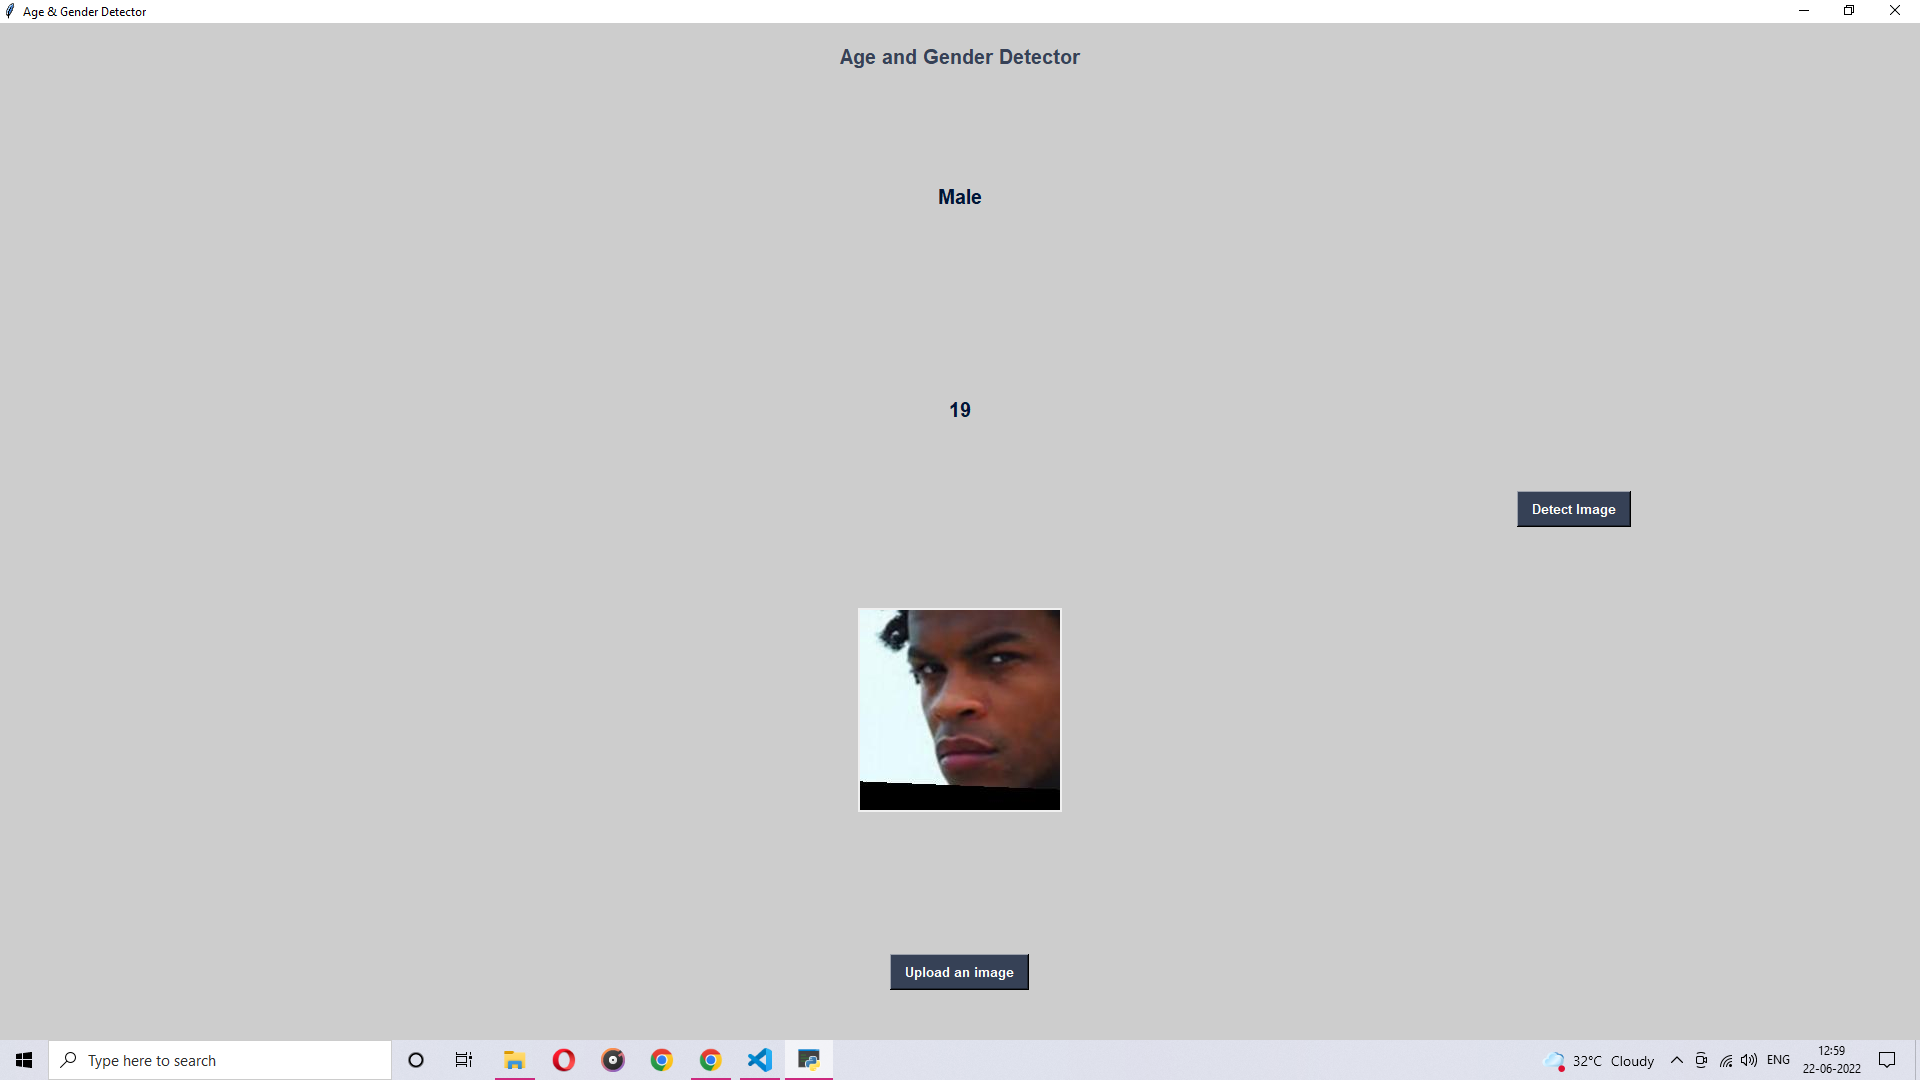 Age & Gender Detector
Age and Gender Detector
Male
19
Detect Image
Upload an image
Type here to search
32°C Cloudy
ENG
12:59
22-06-2022